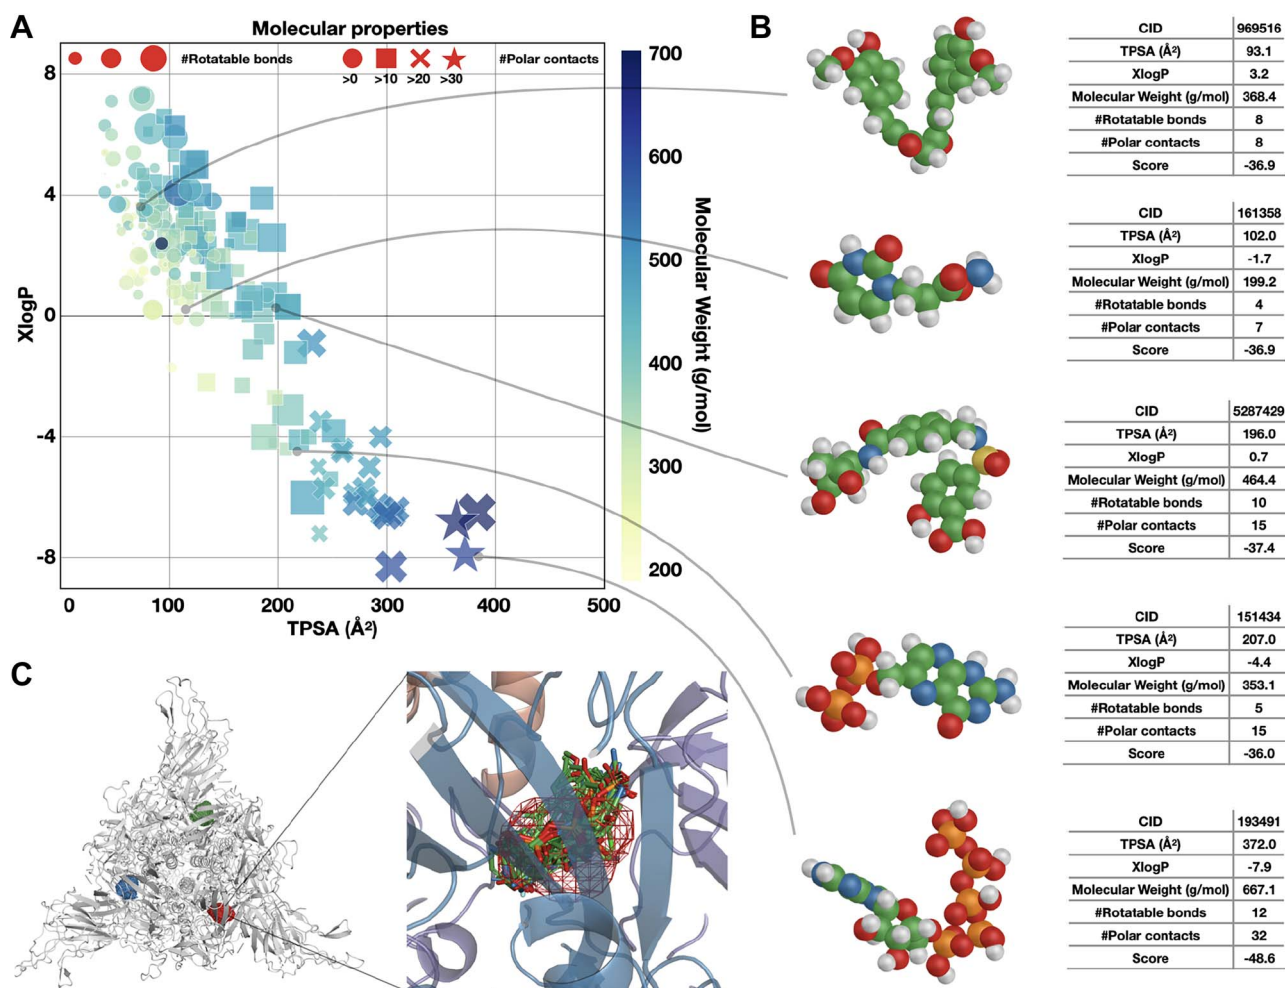 A
Molecular properties
#Rotatable bonds
#Polar contacts
>0 >10 >20 >30
8
4
0
-4
-8
XlogP
0 100 200 300 400 500
TPSA (Å²)
700
600
500
400
300
200
Molecular Weight (g/mol)
B
CID 969516
TPSA (Å²) 93.1
XlogP 3.2
Molecular Weight (g/mol) 368.4
#Rotatable bonds 8
#Polar contacts 8
Score -36.9
CID 161358
TPSA (Å²) 102.0
XlogP -1.7
Molecular Weight (g/mol) 199.2
#Rotatable bonds 4
#Polar contacts 7
Score -36.9
CID 5287429
TPSA (Å²) 196.0
XlogP 0.7
Molecular Weight (g/mol) 464.4
#Rotatable bonds 10
#Polar contacts 15
Score -37.4
CID 151434
TPSA (Å²) 207.0
XlogP -4.4
Molecular Weight (g/mol) 353.1
#Rotatable bonds 5
#Polar contacts 15
Score -36.0
CID 193491
TPSA (Å²) 372.0
XlogP -7.9
Molecular Weight (g/mol) 667.1
#Rotatable bonds 12
#Polar contacts 32
Score -48.6
C